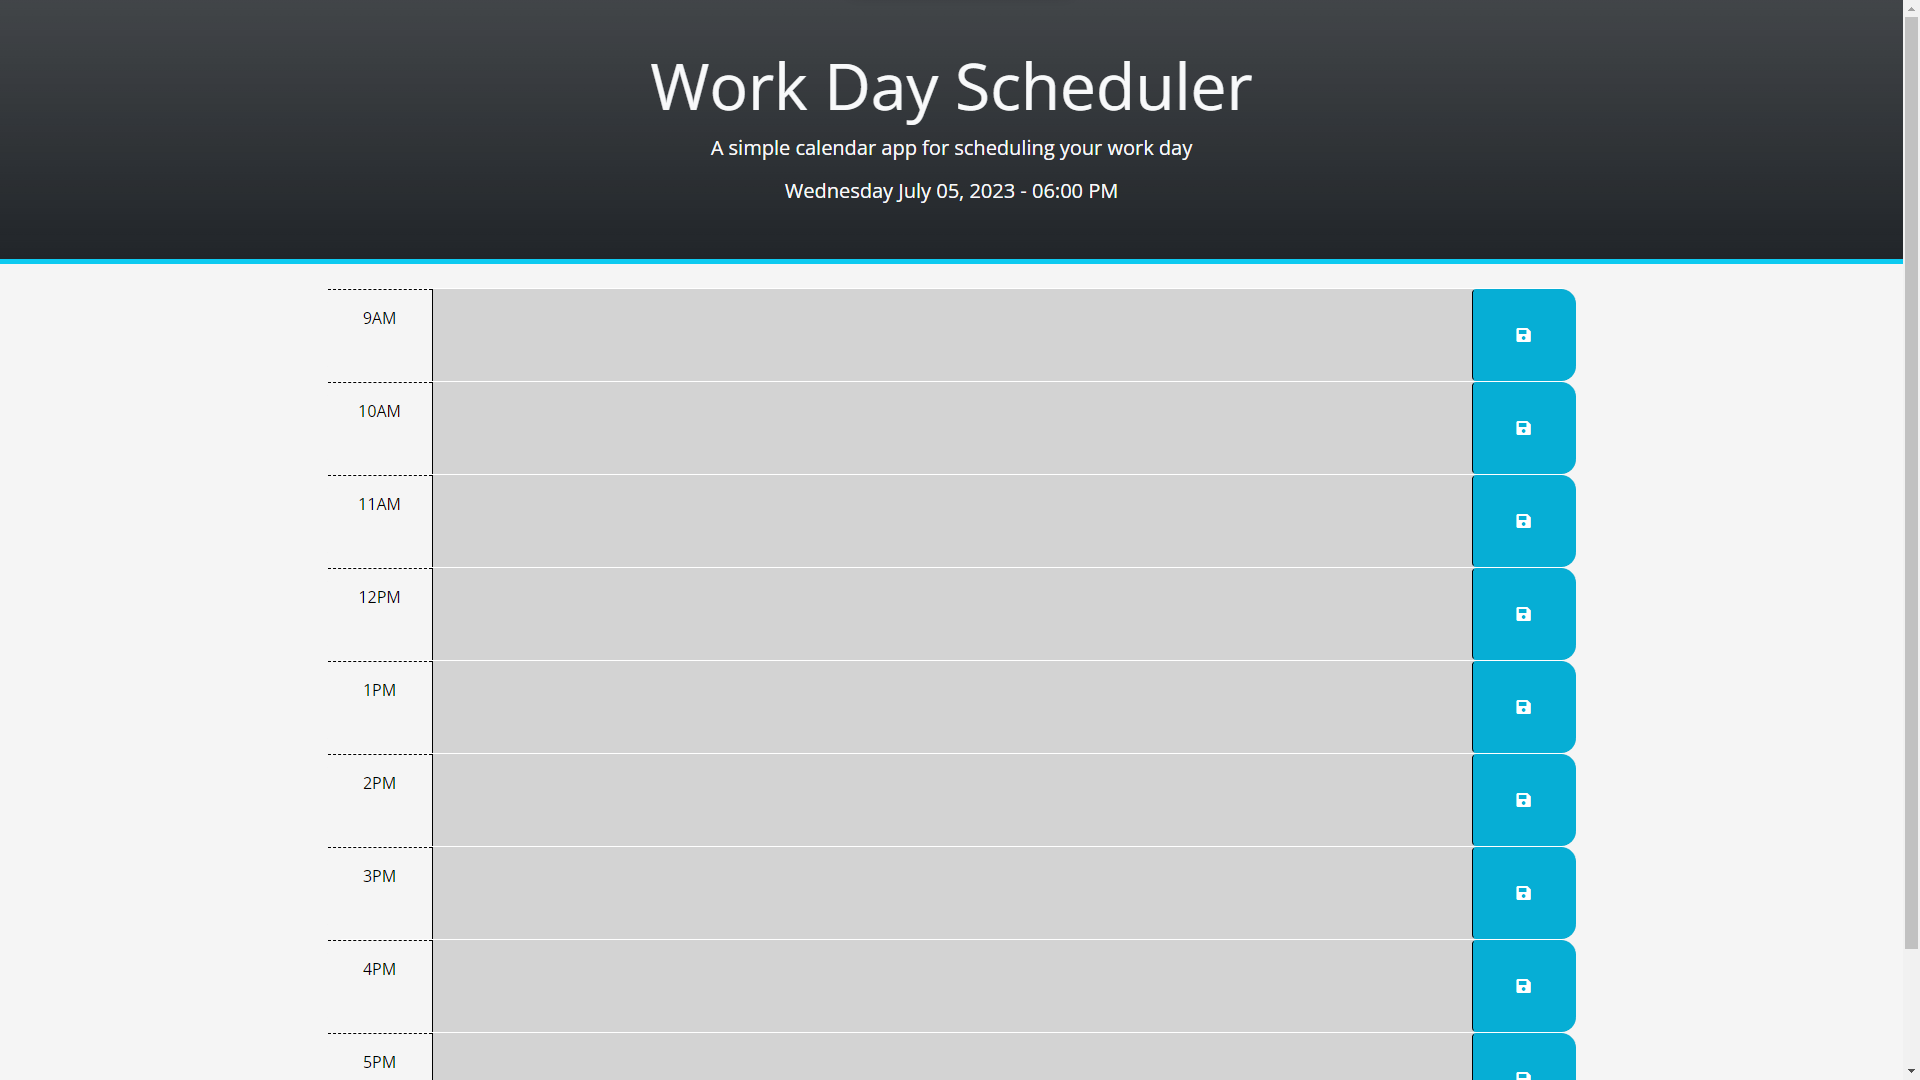 Work Day Scheduler
A simple calendar app for scheduling your work day
Wednesday July 05, 2023 - 06:00 PM
9AM
10AM
11AM
12PM
1PM
2PM
3PM
4PM
5PM